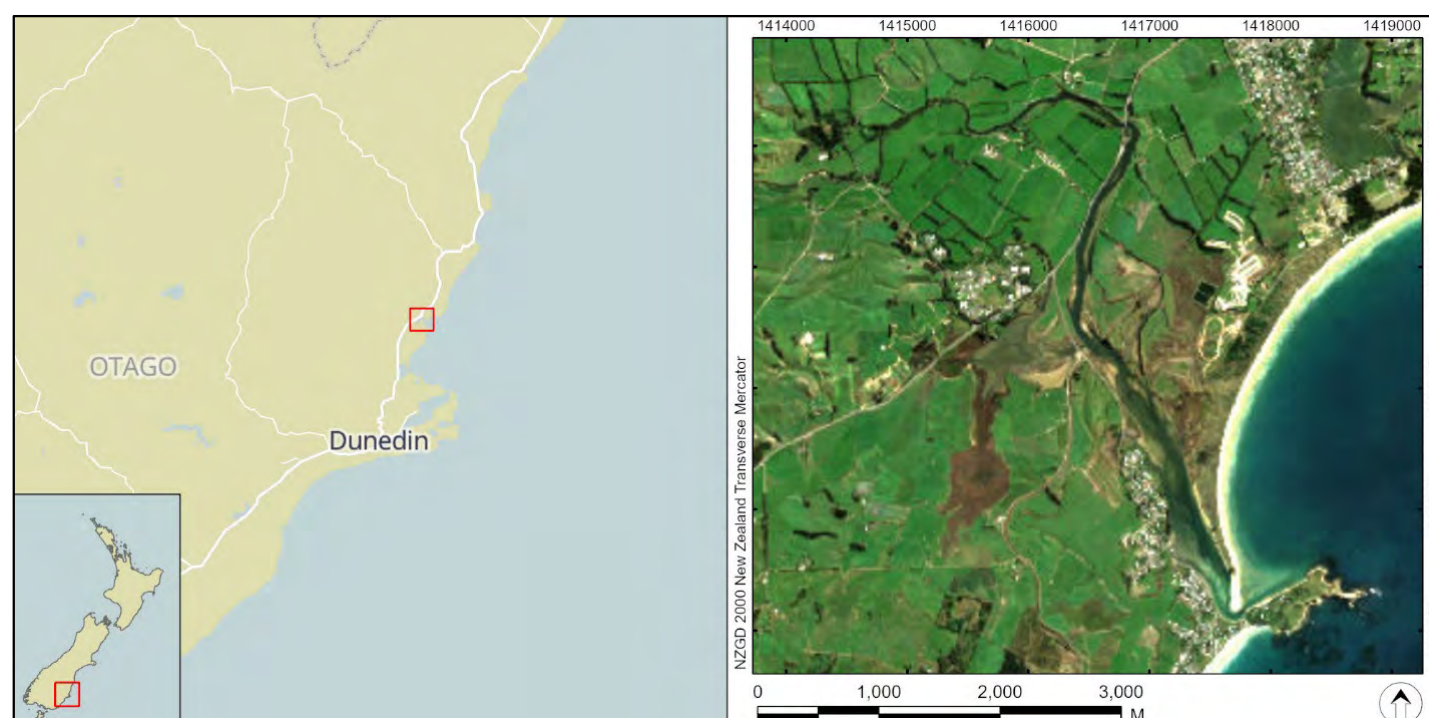 OTAGO
Dunedin
1414000 1415000 1416000 1417000 1418000 1419000
NZGD 2000 New Zealand Transverse Mercator
0 1,000 2,000 3,000
M